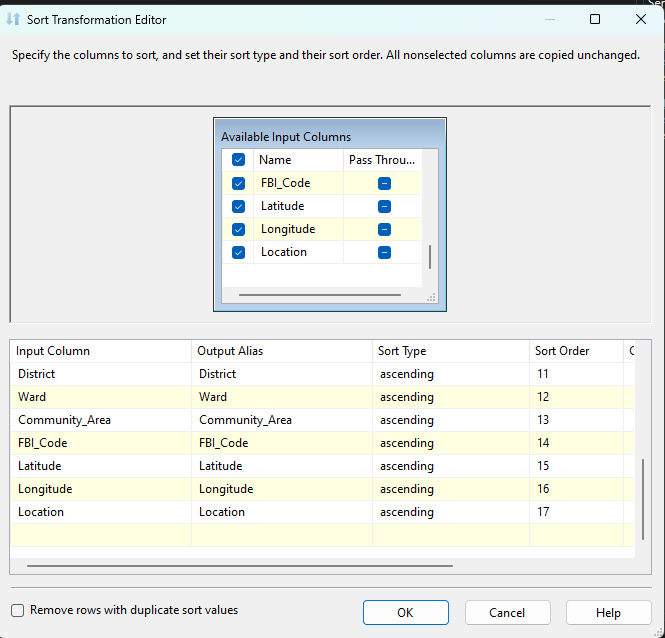 Ser
Sort Transformation Editor
Specify the columns to sort, and set their sort type and their sort order. All nonselected columns are copied unchanged.
Available Input Columns
Name Pass Throu...
FBI_Code
Latitude
Longitude
Location
Input Column Output Alias Sort Type Sort Order
District District ascending 11
Ward Ward ascending 12
Community_Area Community_Area ascending 13
FBI_Code FBI_Code ascending 14
Latitude Latitude ascending 15
Longitude Longitude ascending 16
Location Location ascending 17
Remove rows with duplicate sort values
OK Cancel Help